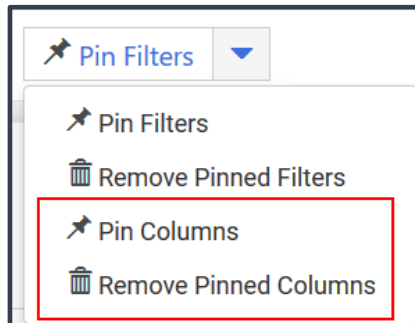 Pin Filters
Pin Filters
Remove Pinned Filters
Pin Columns
Remove Pinned Columns